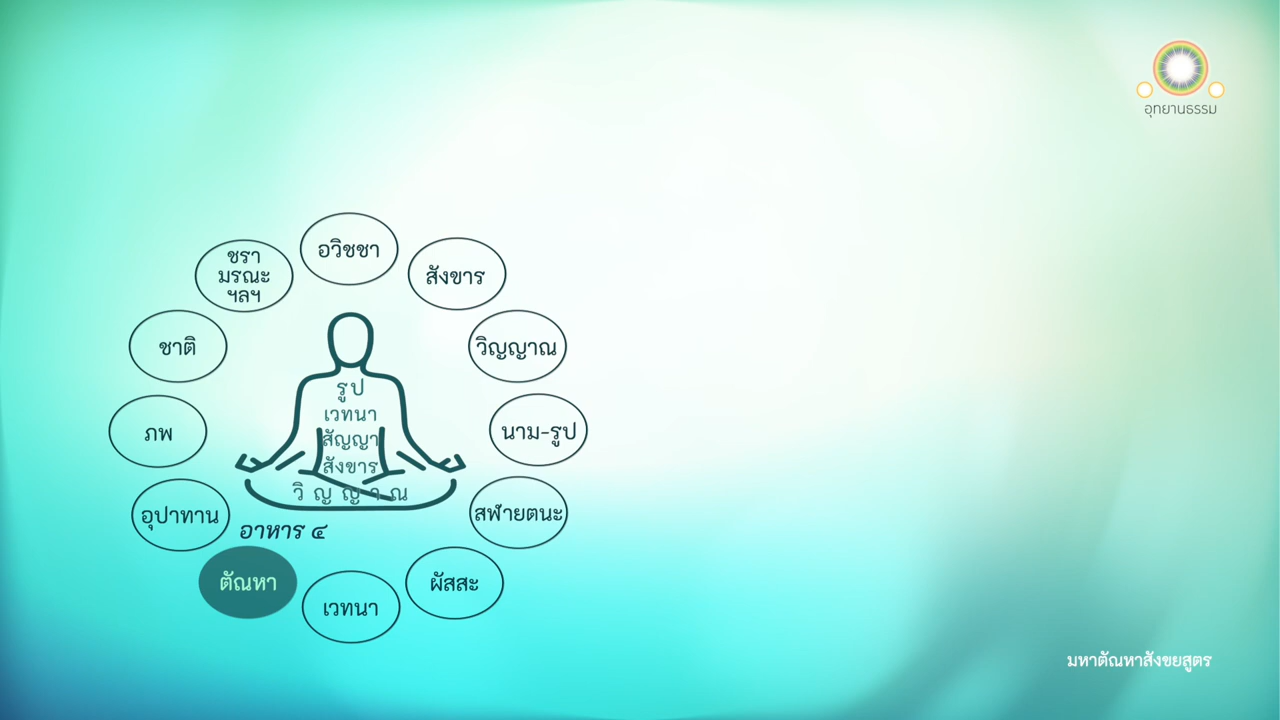 อุทยานธรรม
อวิชชา
สังขาร
วิญญาณ
นาม-รูป
สฬายตนะ
ผัสสะ
เวทนา
ตัณหา
อุปาทาน
ภพ
ชาติ
ชรา
มรณะ
ฯลฯ
รูป
เวทนา
สัญญา
สังขาร
วิญญาณ
อาหาร ๔
มหาตัณหาสังขยสูตร